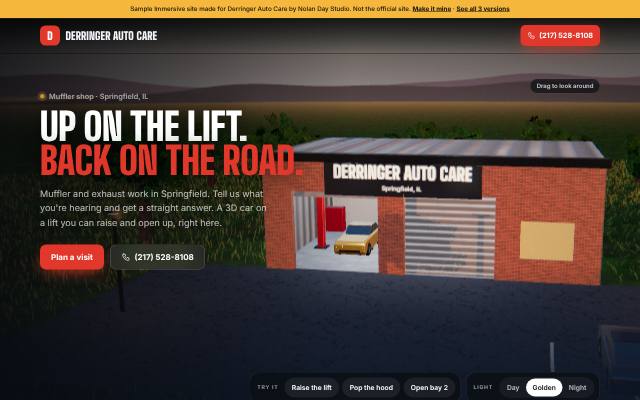 Sample Immersive site made for Derringer Auto Care by Nolan Day Studio. Not the official site. Make it mine · See all 3 versions
D DERRINGER AUTO CARE
(217) 528-8108
Drag to look around
Muffler shop · Springfield, IL
UP ON THE LIFT.
BACK ON THE ROAD.
DERRINGER AUTO CARE
Springfield, IL
Muffler and exhaust work in Springfield. Tell us what
you're hearing and get a straight answer. A 3D car on
a lift you can raise and open up, right here.
Plan a visit (217) 528-8108
TRY IT Raise the lift Pop the hood Open bay 2 LIGHT Day Golden Night